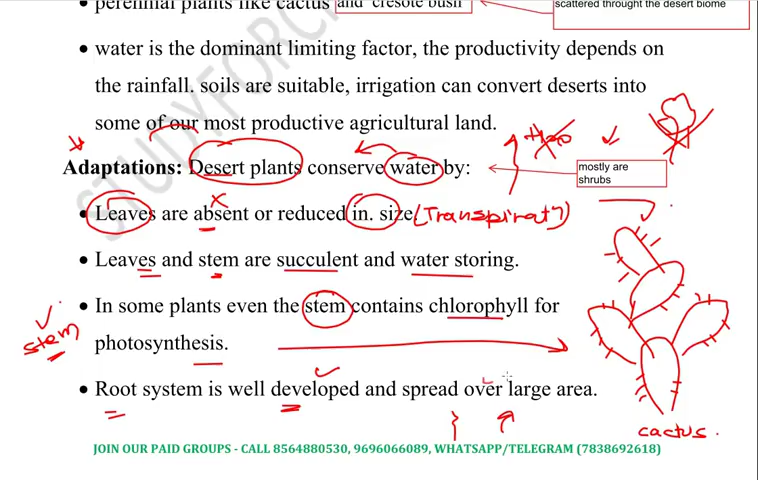 perennial plants like cactus and cresote bush
scattered throught the desert biome
• water is the dominant limiting factor, the productivity depends on
the rainfall. soils are suitable, irrigation can convert deserts into
some of our most productive agricultural land.
Adaptations: Desert plants conserve water by:
H2O
mostly are
shrubs
• Leaves are absent or reduced in. size (Transpiratⁿ)
• Leaves and stem are succulent and water storing.
• In some plants even the stem contains chlorophyll for
photosynthesis.
stem
• Root system is well developed and spread over large area.
cactus.
JOIN OUR PAID GROUPS - CALL 8564880530, 9696066089, WHATSAPP/TELEGRAM (7838692618)